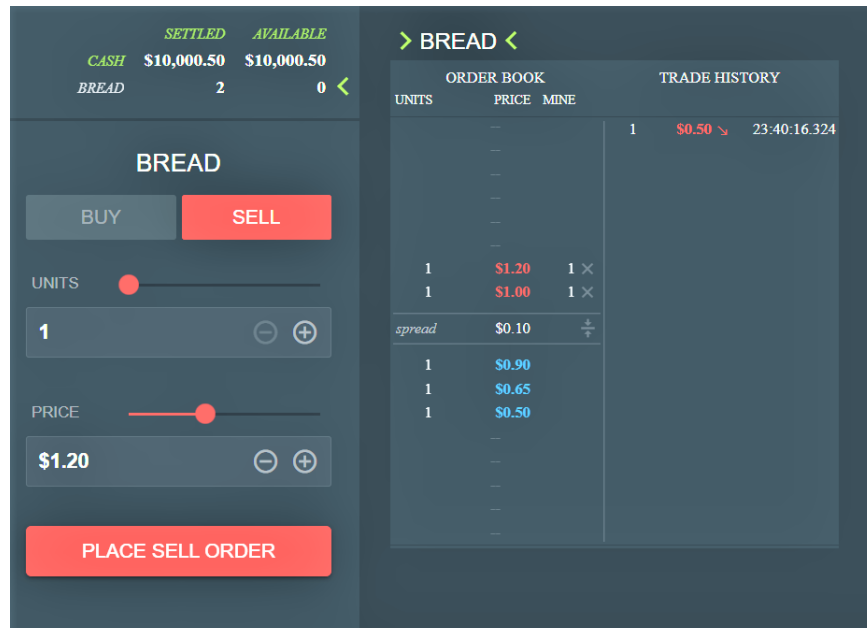 SETTLED AVAILABLE
CASH $10,000.50 $10,000.50
BREAD 2 0
BREAD
BUY SELL
UNITS
1
PRICE
$1.20
PLACE SELL ORDER
> BREAD <
ORDER BOOK
UNITS PRICE MINE
1 $1.20 1 ×
1 $1.00 1 ×
spread $0.10
1 $0.90
1 $0.65
1 $0.50
TRADE HISTORY
1 $0.50 ↘ 23:40:16.324